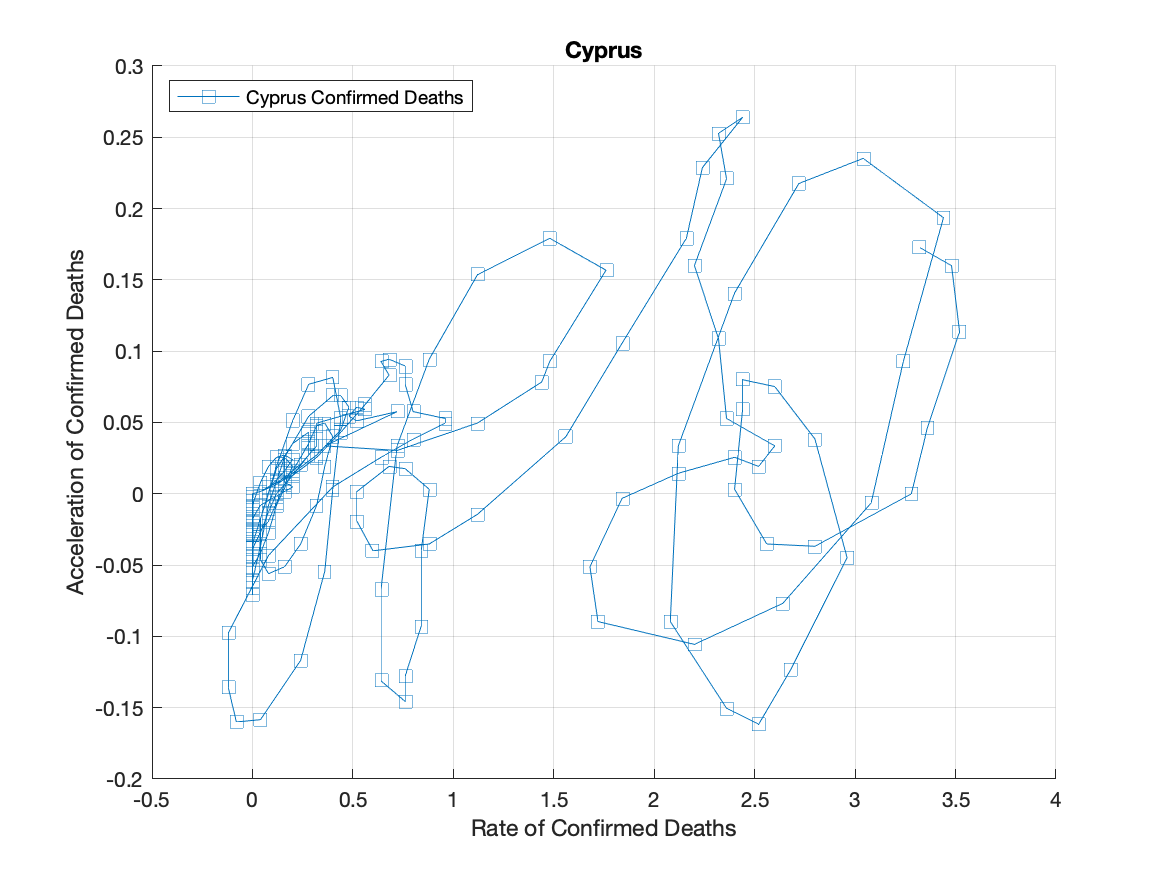 Cyprus
Cyprus Confirmed Deaths
0.3
0.25
0.2
0.15
0.1
0.05
0
-0.05
-0.1
-0.15
-0.2
Acceleration of Confirmed Deaths
-0.5 0 0.5 1 1.5 2 2.5 3 3.5 4
Rate of Confirmed Deaths